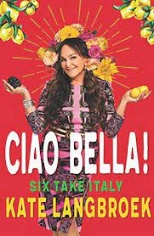 CIAO BELLA!
SIX TAKE ITALY
KATE LANGBROEK